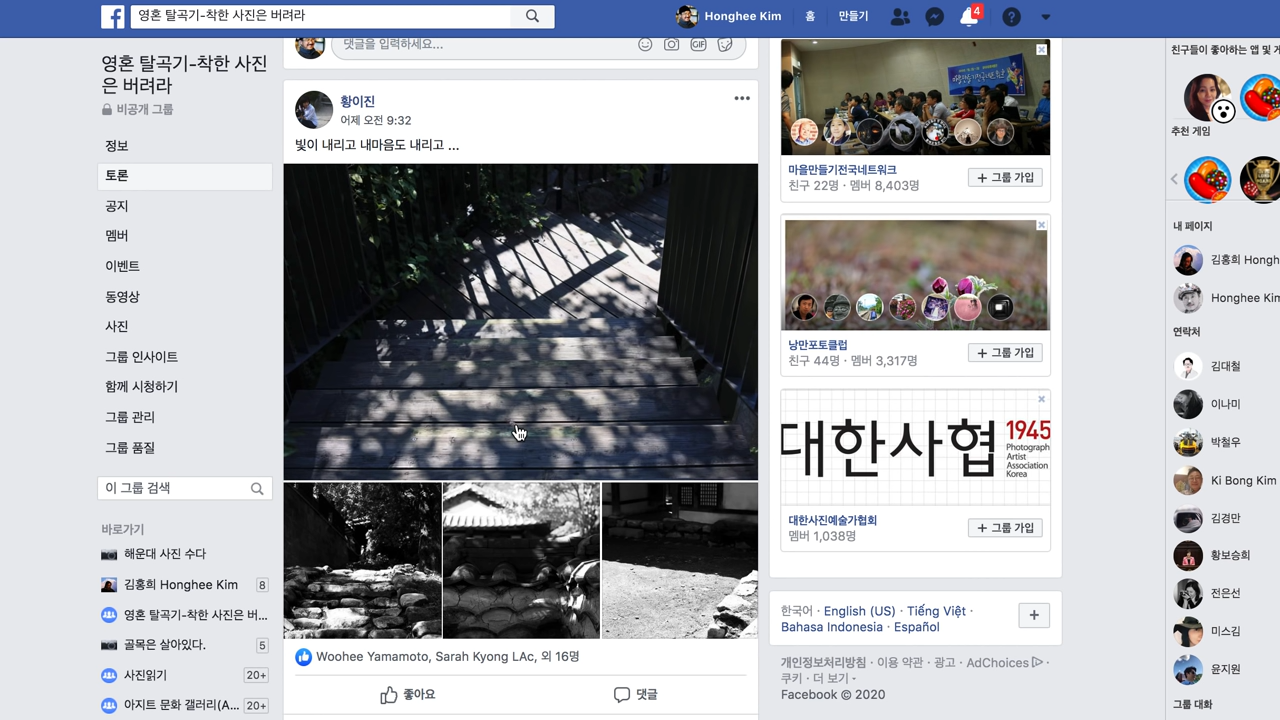 영혼 탈곡기-착한 사진은 버려라
Honghee Kim
홈
만들기
4
영혼 탈곡기-착한 사진
은 버려라
비공개 그룹
정보
토론
공지
멤버
이벤트
동영상
사진
그룹 인사이트
함께 시청하기
그룹 관리
그룹 품질
이 그룹 검색
바로가기
해운대 사진 수다
김홍희 Honghee Kim 8
영혼 탈곡기-착한 사진은 버...
골목은 살아있다. 5
사진읽기 20+
아지트 문화 갤러리(A... 20+
댓글을 입력하세요...
GIF
황이진
어제 오전 9:32
빛이 내리고 내마음도 내리고 ...
Woohee Yamamoto, Sarah Kyong LAc, 외 16명
좋아요
댓글
마을만들기전국네트워크
친구 22명 · 멤버 8,403명
+ 그룹 가입
낭만포토클럽
친구 44명 · 멤버 3,317명
+ 그룹 가입
대한사협
1945
Photograph
Artist
Association
Korea
대한사진예술가협회
멤버 1,038명
+ 그룹 가입
한국어 · English (US) · Tiếng Việt ·
Bahasa Indonesia · Español
개인정보처리방침 · 이용 약관 · 광고 · AdChoices ·
쿠키 · 더 보기
Facebook © 2020
친구들이 좋아하는 앱 및 게
추천 게임
내 페이지
김홍희 Hongh
Honghee Kim
연락처
김대철
이나미
박철우
Ki Bong Kim
김경만
황보승희
전은선
미스김
윤지원
그룹 대화